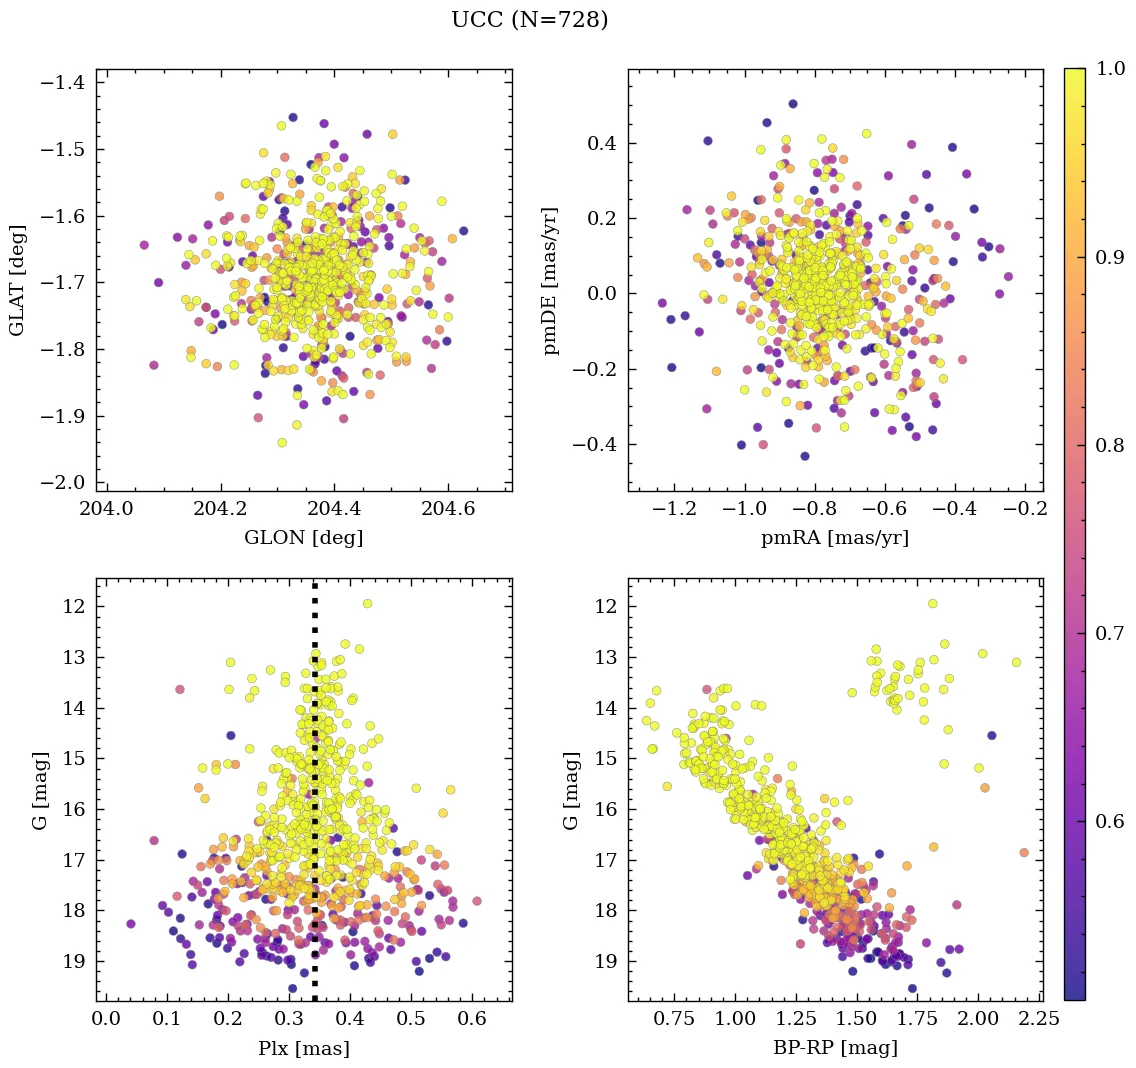 UCC (N=728)
−1.4
−1.5
−1.6
−1.7
−1.8
−1.9
−2.0
GLAT [deg]
204.0 204.2 204.4 204.6
GLON [deg]
0.4
0.2
0.0
−0.2
−0.4
pmDE [mas/yr]
−1.2 −1.0 −0.8 −0.6 −0.4 −0.2
pmRA [mas/yr]
12
13
14
15
16
17
18
19
G [mag]
0.0 0.1 0.2 0.3 0.4 0.5 0.6
Plx [mas]
12
13
14
15
16
17
18
19
G [mag]
0.75 1.00 1.25 1.50 1.75 2.00 2.25
BP-RP [mag]
1.0
0.9
0.8
0.7
0.6